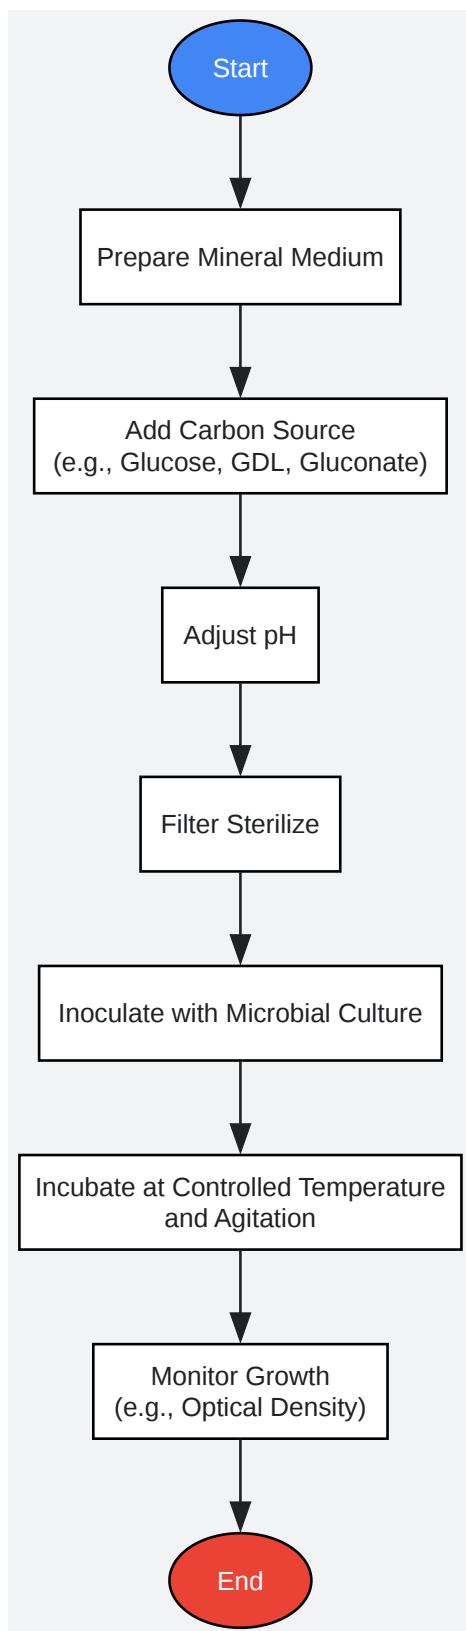 Start
Prepare Mineral Medium
Add Carbon Source
(e.g., Glucose, GDL, Gluconate)
Adjust pH
Filter Sterilize
Inoculate with Microbial Culture
Incubate at Controlled Temperature
and Agitation
Monitor Growth
(e.g., Optical Density)
End